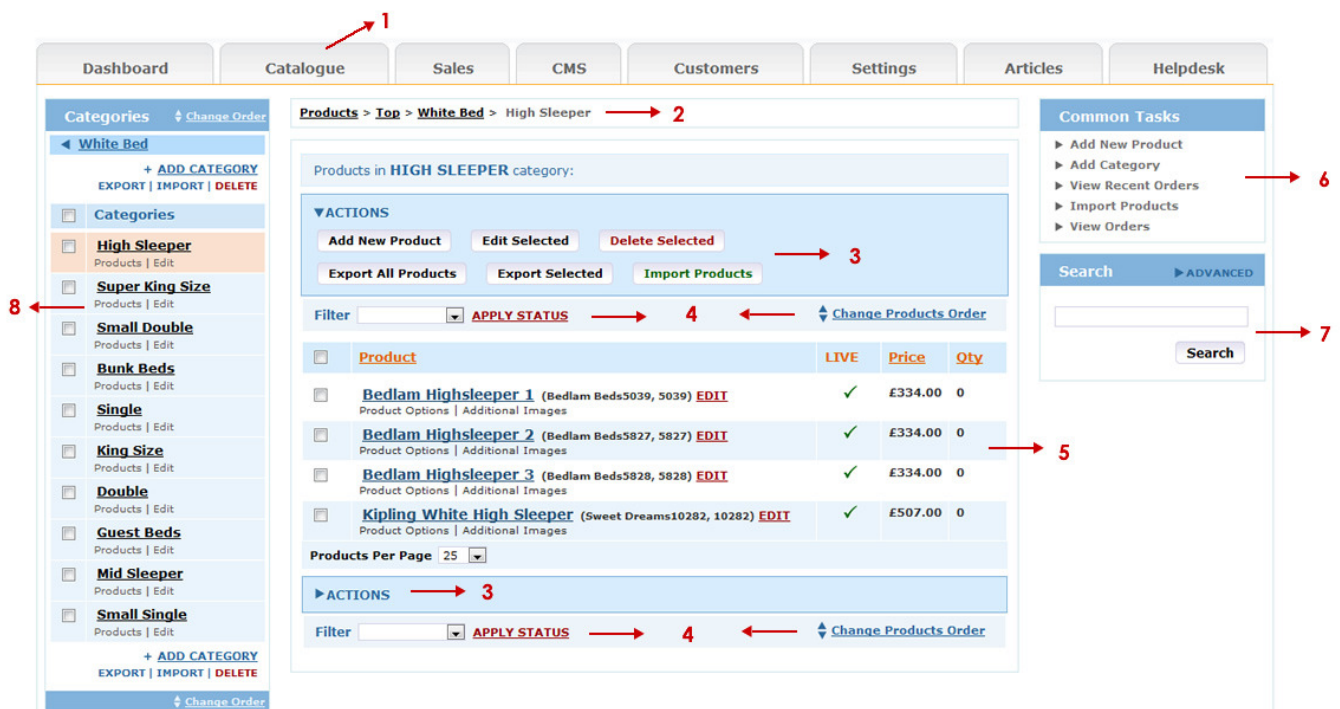 1
Dashboard Catalogue Sales CMS Customers Settings Articles Helpdesk
Categories Change Order
White Bed
+ ADD CATEGORY
EXPORT | IMPORT | DELETE
Categories
High Sleeper
Products | Edit
Super King Size
Products | Edit
8
Small Double
Products | Edit
Bunk Beds
Products | Edit
Single
Products | Edit
King Size
Products | Edit
Double
Products | Edit
Guest Beds
Products | Edit
Mid Sleeper
Products | Edit
Small Single
Products | Edit
+ ADD CATEGORY
EXPORT | IMPORT | DELETE
Change Order
Products > Top > White Bed > High Sleeper 2
Products in HIGH SLEEPER category:
▼ACTIONS
Add New Product Edit Selected Delete Selected
3
Export All Products Export Selected Import Products
Filter APPLY STATUS 4 Change Products Order
Product LIVE Price Qty
Bedlam Highsleeper 1 (Bedlam Beds5039, 5039) EDIT £334.00 0
Product Options | Additional Images
Bedlam Highsleeper 2 (Bedlam Beds5827, 5827) EDIT £334.00 0
Product Options | Additional Images
5
Bedlam Highsleeper 3 (Bedlam Beds5828, 5828) EDIT £334.00 0
Product Options | Additional Images
Kipling White High Sleeper (Sweet Dreams10282, 10282) EDIT £507.00 0
Product Options | Additional Images
Products Per Page 25
▶ACTIONS 3
Filter APPLY STATUS 4 Change Products Order
Common Tasks
▶ Add New Product
▶ Add Category
▶ View Recent Orders
▶ Import Products
▶ View Orders
6
Search ▶ADVANCED
7
Search